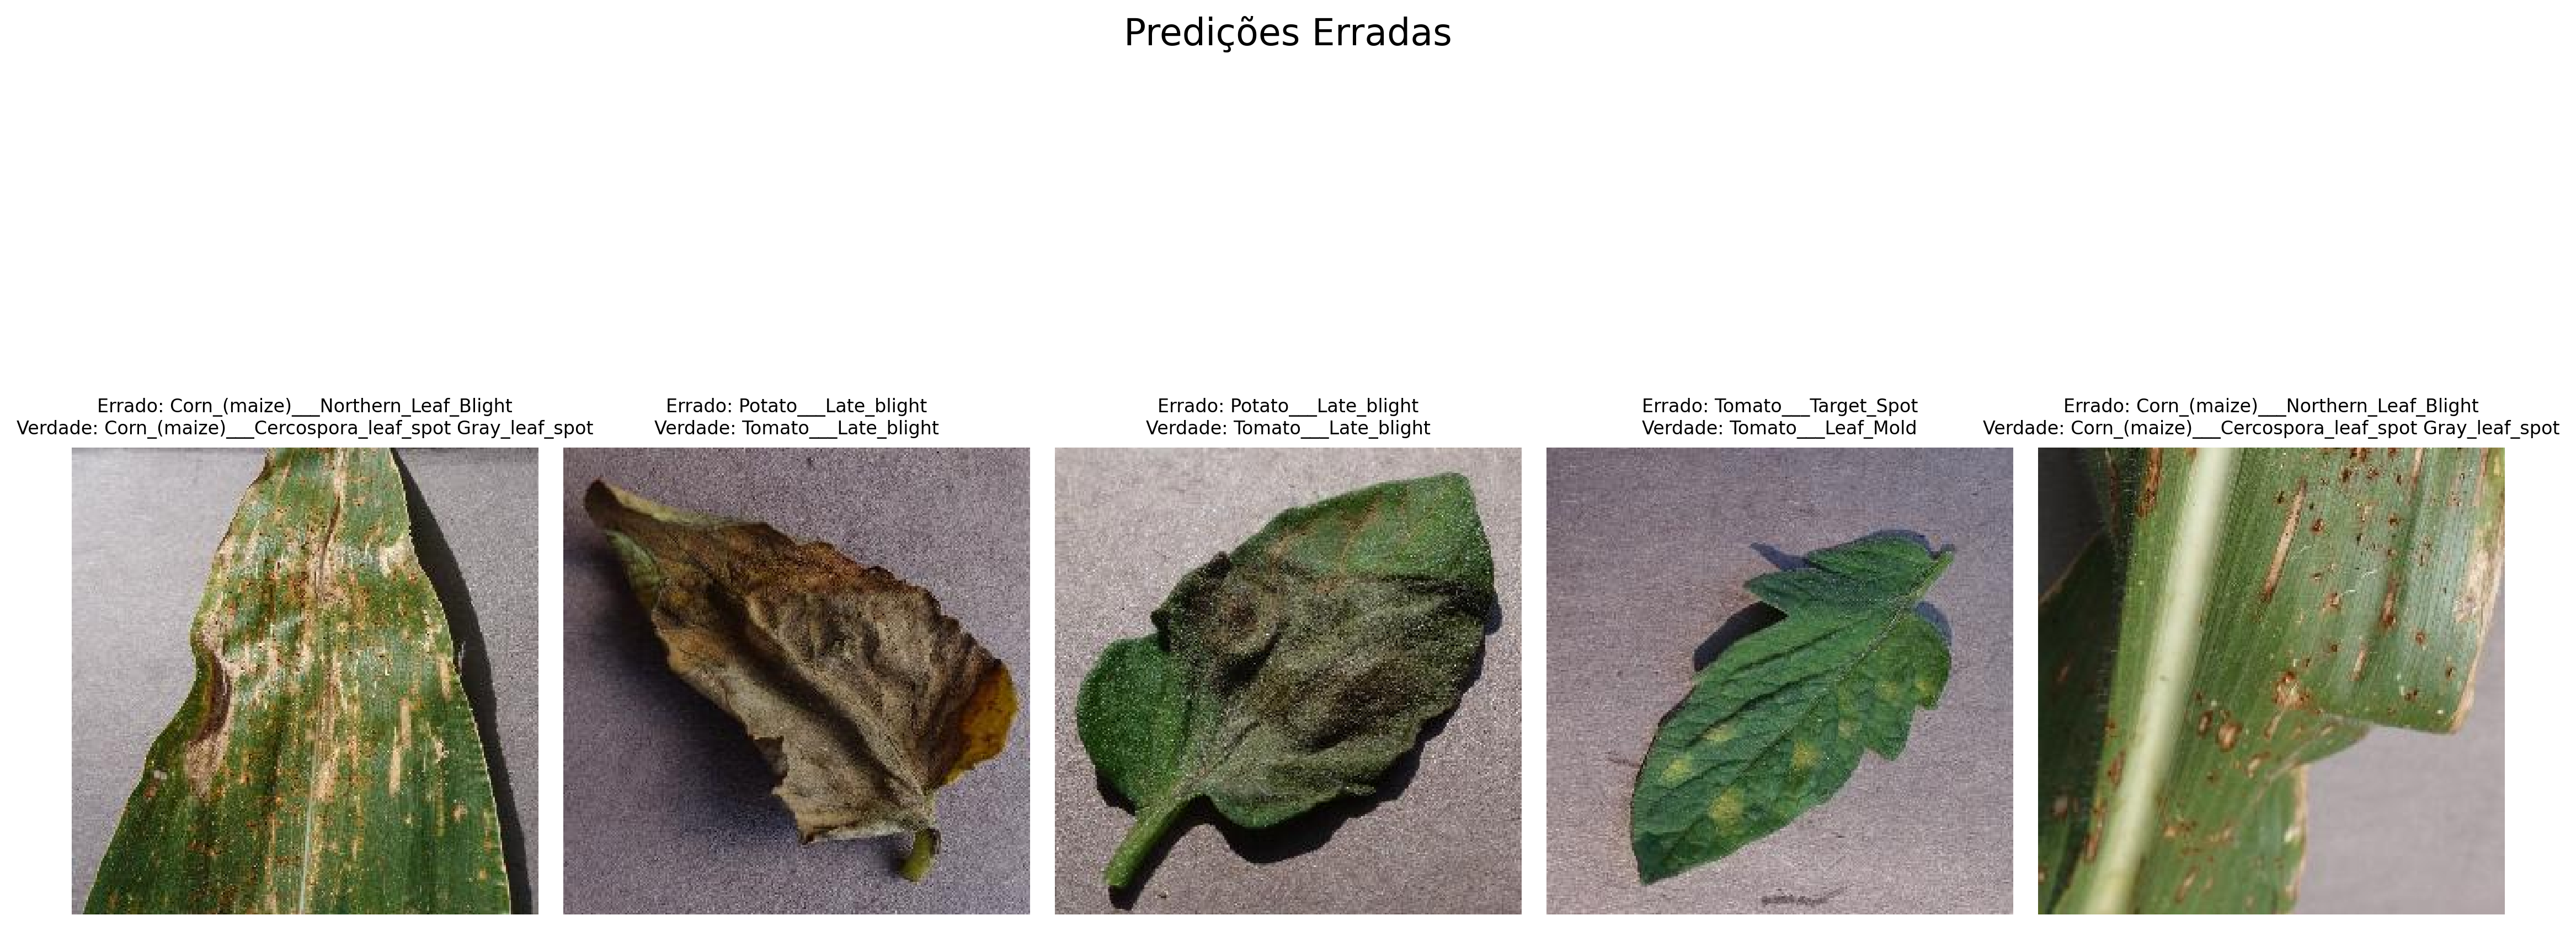 Predições Erradas
Errado: Corn_(maize)___Northern_Leaf_Blight
Verdade: Corn_(maize)___Cercospora_leaf_spot Gray_leaf_spot
Errado: Potato___Late_blight
Verdade: Tomato___Late_blight
Errado: Potato___Late_blight
Verdade: Tomato___Late_blight
Errado: Tomato___Target_Spot
Verdade: Tomato___Leaf_Mold
Errado: Corn_(maize)___Northern_Leaf_Blight
Verdade: Corn_(maize)___Cercospora_leaf_spot Gray_leaf_spot